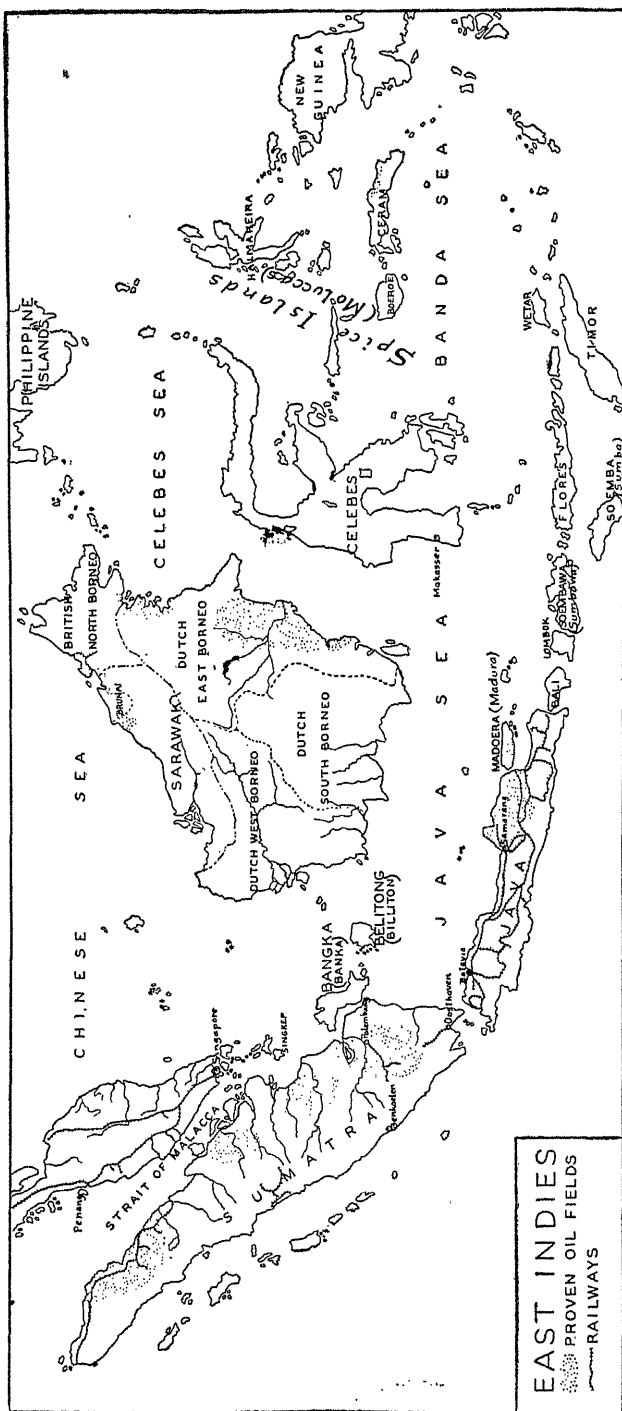 PHILIPPINE
ISLANDS
CHINESE SEA
CELEBES SEA
BRITISH
NORTH BORNEO
BRUNAI
SARAWAK
DUTCH
EAST BORNEO
DUTCH WEST BORNEO
DUTCH
SOUTH BORNEO
CELEBES
Makasser
HALMAHEIRA
Spice Islands
(Moluccas)
NEW
GUINEA
CERAM
BOEROE
BANDA SEA
Penang
STRAIT OF MALACCA
Singapore
SINGKEP
SUMATRA
BANGKA
(BANKA)
BELITONG
(BILLITON)
Palembang
Benkoelen
Oosthaven
JAVA SEA
Batavia
JAVA
Samarang
MADOERA (Madura)
BALI
LOMBOK
SOEMBAWA
(Sumbawa)
FLORES
SOEMBA
(Sumba)
WETAR
TIMOR
EAST INDIES
PROVEN OIL FIELDS
RAILWAYS